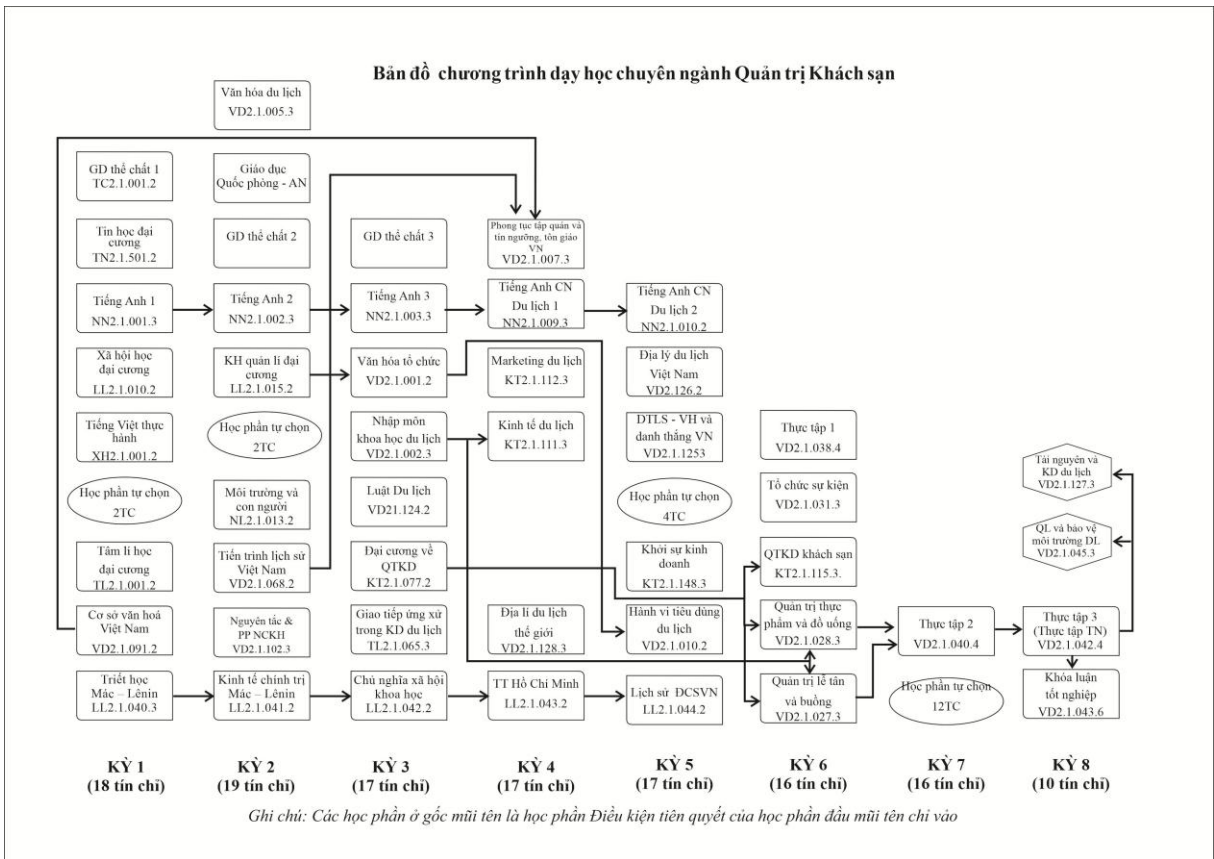 Bản đồ chương trình dạy học chuyên ngành Quản trị Khách sạn
Văn hóa du lịch
VD2.1.005.3
GD thể chất 1
TC2.1.001.2
Giáo dục
Quốc phòng - AN
Tin học đại
cương
TN2.1.501.2
GD thể chất 2
GD thể chất 3
Phong tục tập quán và
tín ngưỡng, tôn giáo
VN
VD2.1.007.3
Tiếng Anh 1
NN2.1.001.3
Tiếng Anh 2
NN2.1.002.3
Tiếng Anh 3
NN2.1.003.3
Tiếng Anh CN
Du lịch 1
NN2.1.009.3
Tiếng Anh CN
Du lịch 2
NN2.1.010.2
Xã hội học
đại cương
LL2.1.010.2
KH quản lí đại
cương
LL2.1.015.2
Văn hóa tổ chức
VD2.1.001.2
Marketing du lịch
KT2.1.112.3
Địa lý du lịch
Việt Nam
VD2.126.2
Tiếng Việt thực
hành
XH2.1.001.2
Học phần tự chọn
2TC
Nhập môn
khoa học du lịch
VD2.1.002.3
Kinh tế du lịch
KT2.1.111.3
DTLS - VH và
danh thắng VN
VD2.1.1253
Thực tập 1
VD2.1.038.4
Tài nguyên và
KD du lịch
VD2.1.127.3
Học phần tự chọn
2TC
Môi trường và
con người
NL2.1.013.2
Luật Du lịch
VD21.124.2
Học phần tự chọn
4TC
Tổ chức sự kiện
VD2.1.031.3
QL và bảo vệ
môi trường DL
VD2.1.045.3
Tâm lí học
đại cương
TL2.1.001.2
Tiến trình lịch sử
Việt Nam
VD2.1.068.2
Đại cương về
QTKD
KT2.1.077.2
Khởi sự kinh
doanh
KT2.1.148.3
QTKD khách sạn
KT2.1.115.3.
Cơ sở văn hoá
Việt Nam
VD2.1.091.2
Nguyên tắc &
PP NCKH
VD2.1.102.3
Giao tiếp ứng xử
trong KD du lịch
TL2.1.065.3
Địa lí du lịch
thế giới
VD2.1.128.3
Hành vi tiêu dùng
du lịch
VD2.1.010.2
Quản trị thực
phẩm và đồ uống
VD2.1.028.3
Thực tập 2
VD2.1.040.4
Thực tập 3
(Thực tập TN)
VD2.1.042.4
Triết học
Mác – Lênin
LL2.1.040.3
Kinh tế chính trị
Mác – Lênin
LL2.1.041.2
Chủ nghĩa xã hội
khoa học
LL2.1.042.2
TT Hồ Chí Minh
LL2.1.043.2
Lịch sử ĐCSVN
LL2.1.044.2
Quản trị lễ tân
và buồng
VD2.1.027.3
Học phần tự chọn
12TC
Khóa luận
tốt nghiệp
VD2.1.043.6
KỲ 1
(18 tín chỉ)
KỲ 2
(19 tín chỉ)
KỲ 3
(17 tín chỉ)
KỲ 4
(17 tín chỉ)
KỲ 5
(17 tín chỉ)
KỲ 6
(16 tín chỉ)
KỲ 7
(16 tín chỉ)
KỲ 8
(10 tín chỉ)
Ghi chú: Các học phần ở gốc mũi tên là học phần Điều kiện tiên quyết của học phần đầu mũi tên chỉ vào